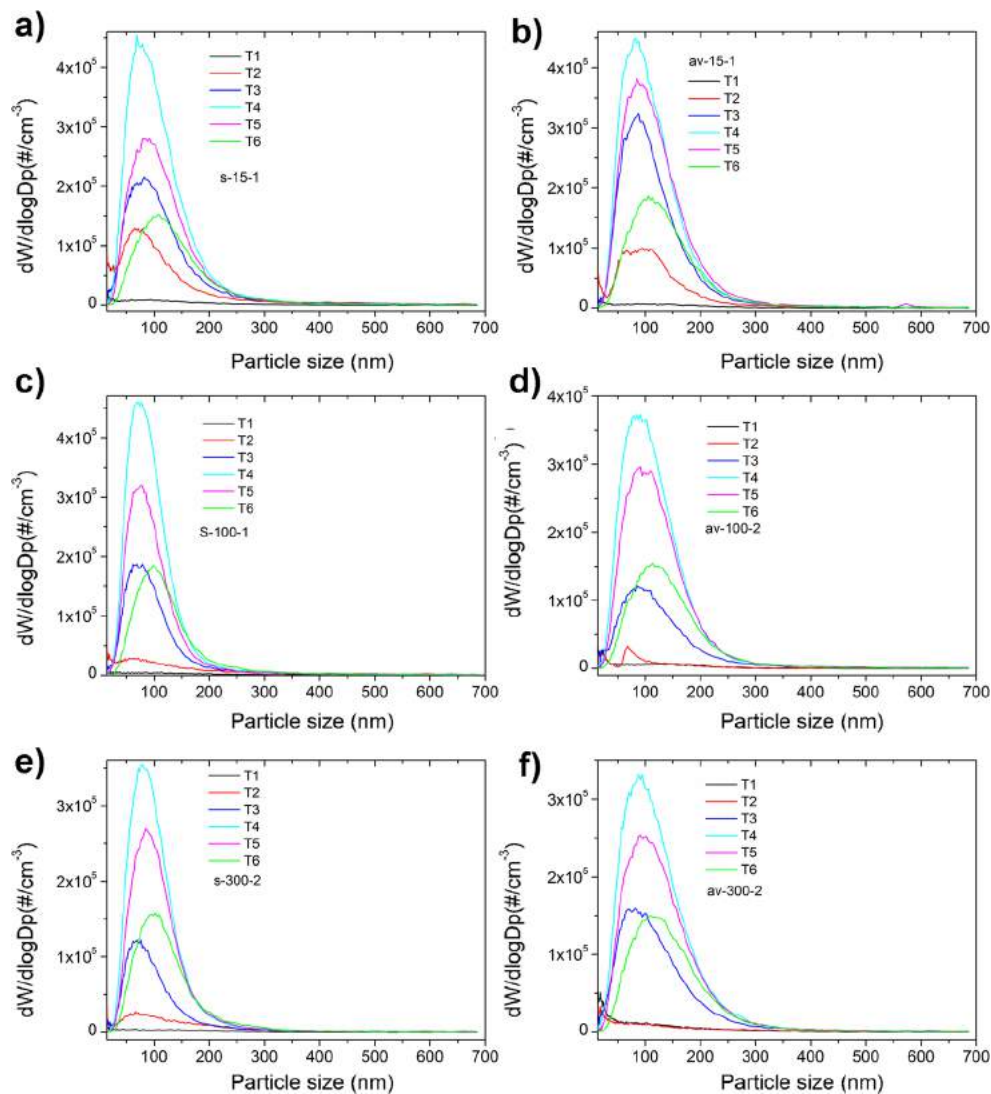 a)
4x10⁵
3x10⁵
2x10⁵
1x10⁵
0
dW/dlogDp(#/cm⁻³)
T1
T2
T3
T4
T5
T6
s-15-1
100 200 300 400 500 600 700
Particle size (nm)
b)
4x10⁵
3x10⁵
2x10⁵
1x10⁵
0
dW/dlogDp(#/cm⁻³)
av-15-1
T1
T2
T3
T4
T5
T6
100 200 300 400 500 600 700
Particle size (nm)
c)
4x10⁵
3x10⁵
2x10⁵
1x10⁵
0
dW/dlogDp(#/cm⁻³)
T1
T2
T3
T4
T5
T6
S-100-1
100 200 300 400 500 600 700
Particle size (nm)
d)
4x10⁵
3x10⁵
2x10⁵
1x10⁵
0
dW/dlogDp(#/cm⁻³)
T1
T2
T3
T4
T5
T6
av-100-2
100 200 300 400 500 600 700
Particle size (nm)
e)
3x10⁵
2x10⁵
1x10⁵
0
dW/dlogDp(#/cm⁻³)
T1
T2
T3
T4
T5
T6
s-300-2
100 200 300 400 500 600 700
Particle size (nm)
f)
3x10⁵
2x10⁵
1x10⁵
0
dW/dlogDp(#/cm⁻³)
T1
T2
T3
T4
T5
T6
av-300-2
100 200 300 400 500 600 700
Particle size (nm)